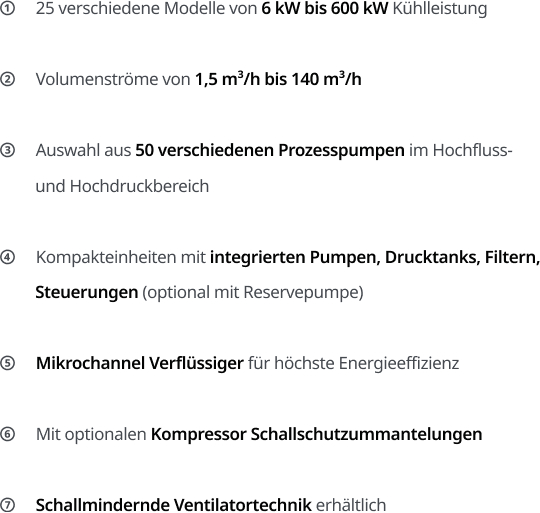 ① 25 verschiedene Modelle von 6 kW bis 600 kW Kühlleistung
② Volumenströme von 1,5 m³/h bis 140 m³/h
③ Auswahl aus 50 verschiedenen Prozesspumpen im Hochfluss-
und Hochdruckbereich
④ Kompakteinheiten mit integrierten Pumpen, Drucktanks, Filtern,
Steuerungen (optional mit Reservepumpe)
⑤ Mikrochannel Verflüssiger für höchste Energieeffizienz
⑥ Mit optionalen Kompressor Schallschutzummantelungen
⑦ Schallmindernde Ventilatortechnik erhältlich